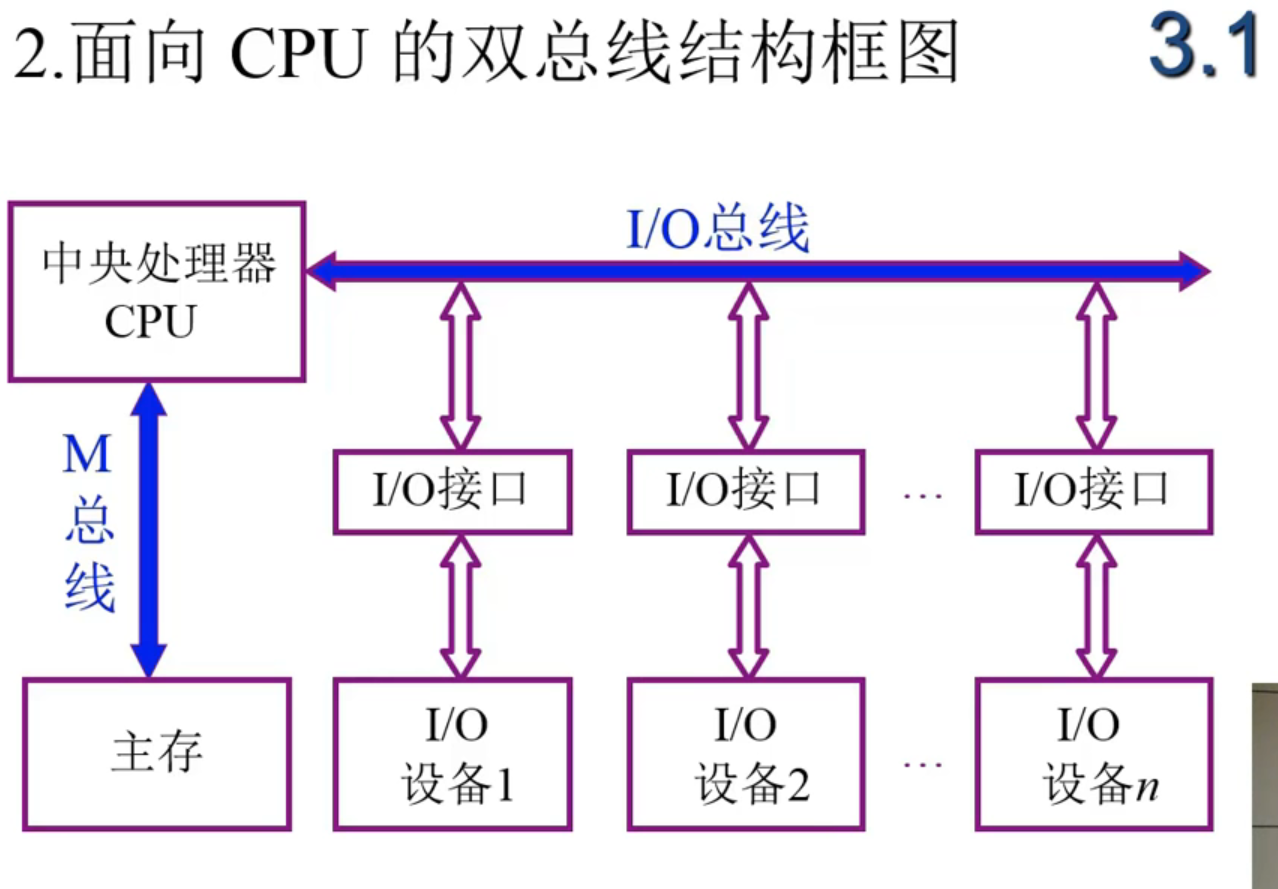 2.面向 CPU 的双总线结构框图
3.1
中央处理器
CPU
I/O总线
M
总
线
I/O接口
I/O接口
…
I/O接口
主存
I/O
设备1
I/O
设备2
…
I/O
设备n